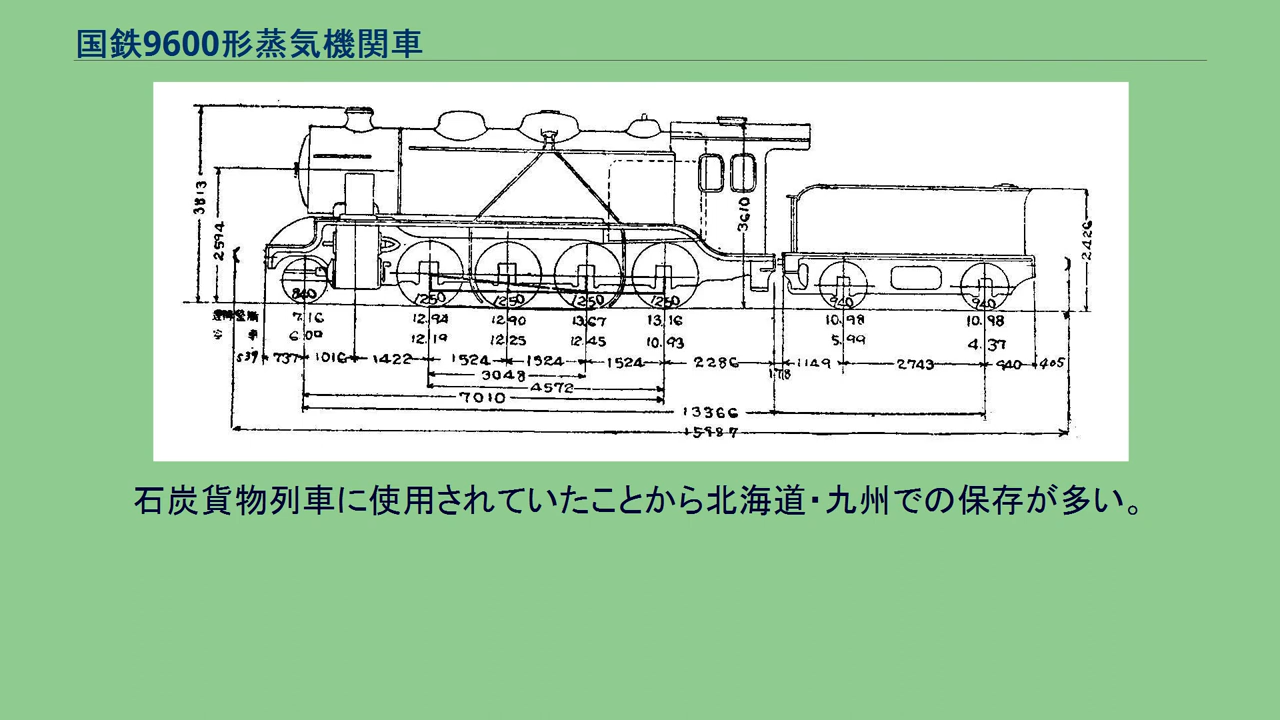 国鉄9600形蒸気機関車
3813
2594
3610
2426
840 1250 1250 1250 1250 940 940
7.16 12.94 12.90 13.67 13.16 10.98 10.98
12.19 12.25 12.45 10.93 5.99 4.37
737 1016 1422 1524 1524 1524 2286 178 1149 2743 940 405
3048
4572
7010
13366
石炭貨物列車に使用されていたことから北海道・九州での保存が多い。